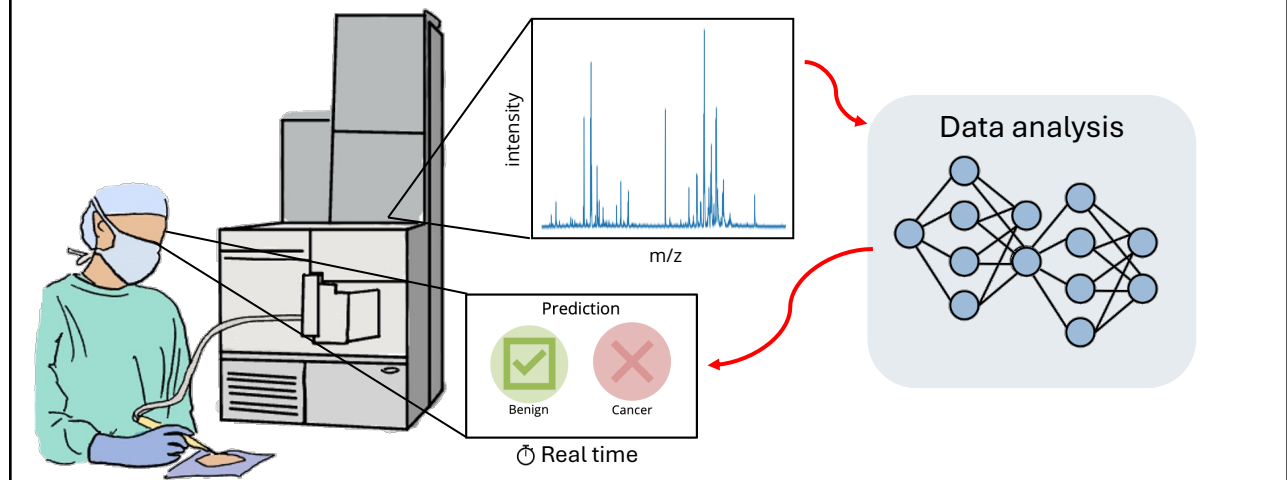 intensity
m/z
Data analysis
Prediction
Benign
Cancer
Real time